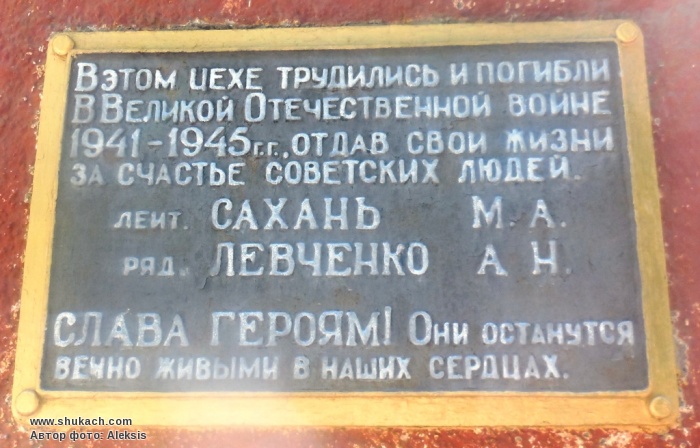 В этом цехе трудились и погибли
в Великой Отечественной войне
1941-1945 г.г., отдав свои жизни
за счастье советских людей.
лейт. САХАНЬ М. А.
ряд. ЛЕВЧЕНКО А Н.
СЛАВА ГЕРОЯМ! Они останутся
вечно живыми в наших сердцах.
www.shukach.com
Автор фото: Aleksis